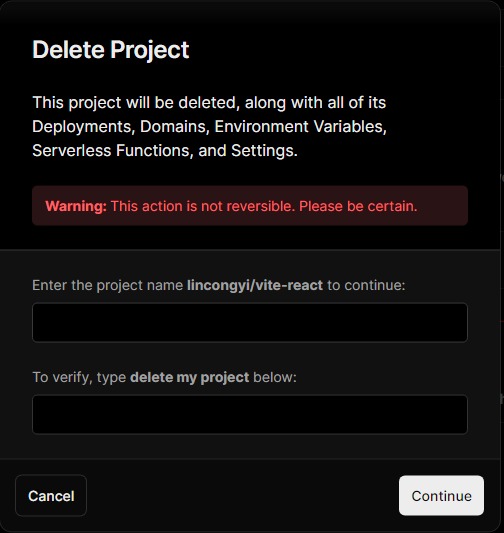 Delete Project
This project will be deleted, along with all of its
Deployments, Domains, Environment Variables,
Serverless Functions, and Settings.
Warning: This action is not reversible. Please be certain.
Enter the project name lincongyi/vite-react to continue:
To verify, type delete my project below:
Cancel
Continue